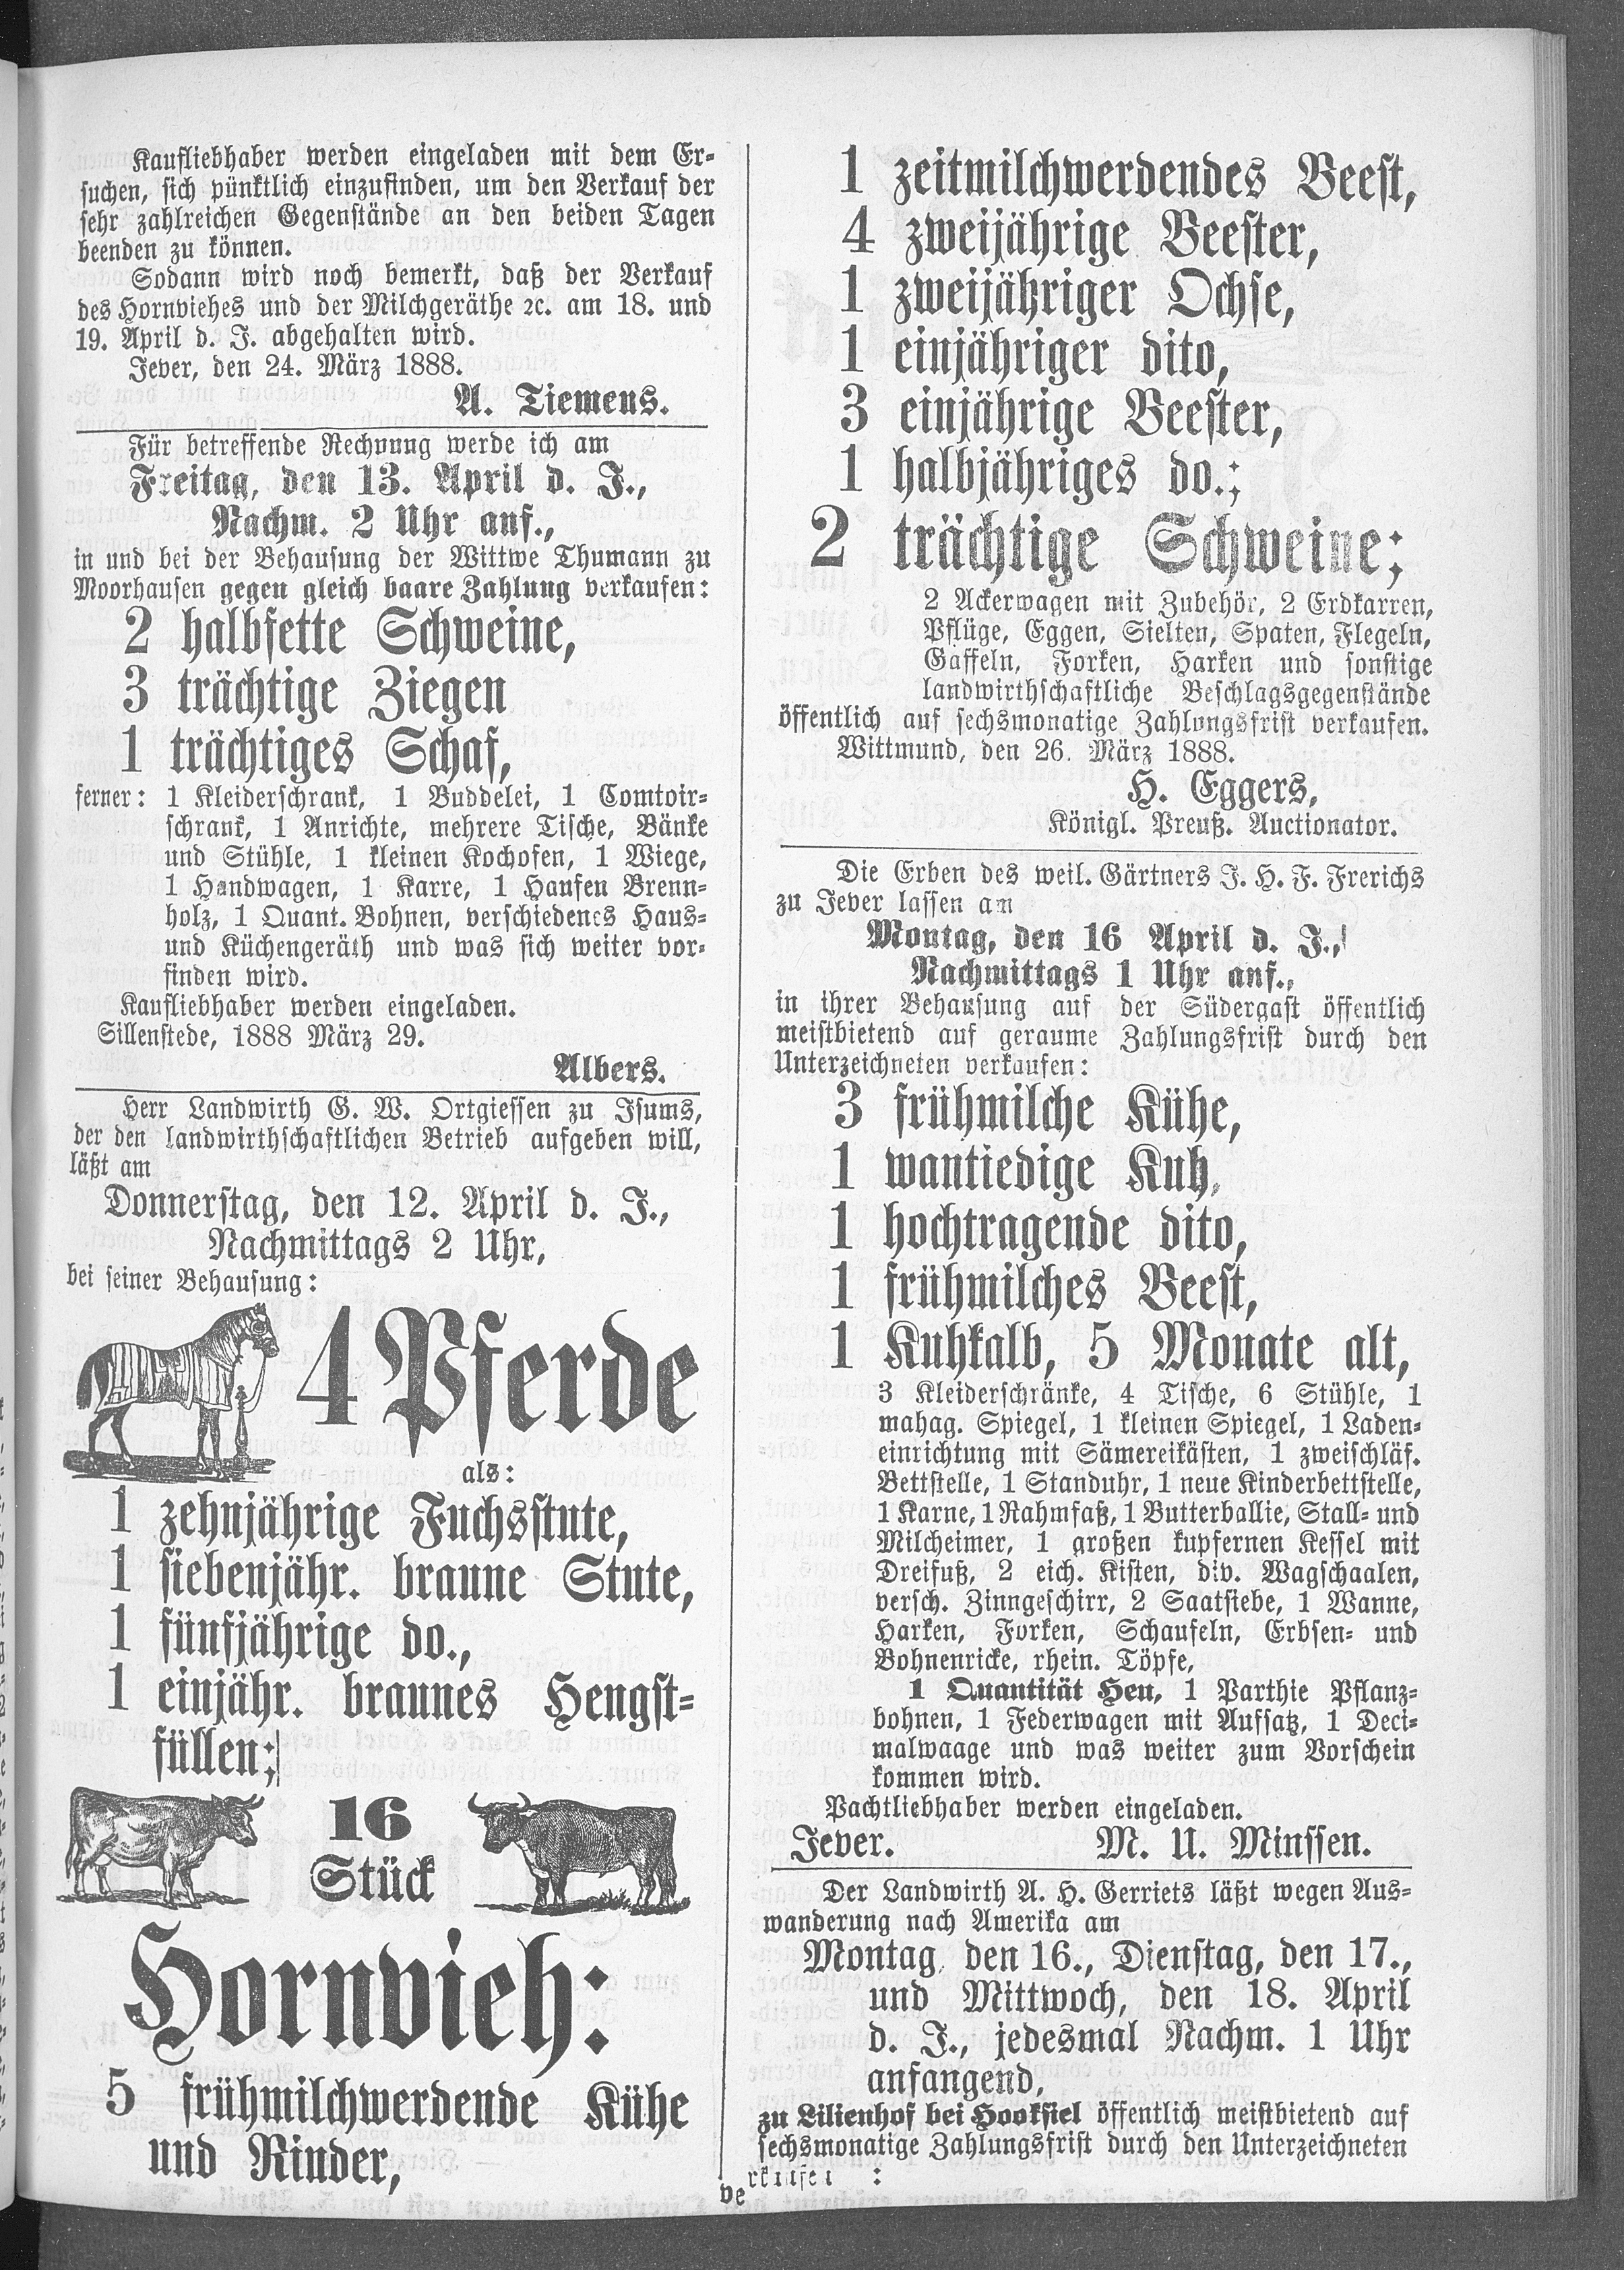 Kaufliebhaber werden eingeladen mit dem Er-
suchen, sich pünktlich einzufinden, um den Verkauf der
sehr zahlreichen Gegenstände an den beiden Tagen
beenden zu können.
Sodann wird noch bemerkt, daß der Verkauf
des Hornviehes und der Milchgeräthe ꝛc. am 18. und
19. April d. J. abgehalten wird.
Jever, den 24. März 1888.
A. Tiemens.
Für betreffende Rechnung werde ich am
Freitag, den 13. April d. J.,
Nachm. 2 Uhr anf.,
in und bei der Behausung der Wittwe Thumann zu
Moorhausen gegen gleich baare Zahlung verkaufen:
2 halbfette Schweine,
3 trächtige Ziegen
1 trächtiges Schaf,
ferner: 1 Kleiderschrank, 1 Buddelei, 1 Comtoir-
schrank, 1 Anrichte, mehrere Tische, Bänke
und Stühle, 1 kleinen Kochofen, 1 Wiege,
1 Handwagen, 1 Karre, 1 Haufen Brenn-
holz, 1 Quant. Bohnen, verschiedenes Haus-
und Küchengeräth und was sich weiter vor-
finden wird.
Kaufliebhaber werden eingeladen.
Sillenstede, 1888 März 29.
Albers.
Herr Landwirth G. W. Ortgiessen zu Isums,
der den landwirthschaftlichen Betrieb aufgeben will,
läßt am
Donnerstag, den 12. April d. J.,
Nachmittags 2 Uhr,
bei seiner Behausung:
4 Pferde
als:
1 zehnjährige Fuchsstute,
1 siebenjähr. braune Stute,
1 fünfjährige do.,
1 einjähr. braunes Hengst-
füllen;
16
Stück
Hornvieh:
5 frühmilchwerdende Kühe
und Rinder,
1 zeitmilchwerdendes Beest,
4 zweijährige Beester,
1 zweijähriger Ochse,
1 einjähriger dito,
3 einjährige Beester,
1 halbjähriges do.;
2 trächtige Schweine;
2 Ackerwagen mit Zubehör, 2 Erdkarren,
Pflüge, Eggen, Sielten, Spaten, Flegeln,
Gaffeln, Forken, Harken und sonstige
landwirthschaftliche Beschlagsgegenstände
öffentlich auf sechsmonatige Zahlungsfrist verkaufen.
Wittmund, den 26. März 1888.
H. Eggers,
Königl. Preuß. Auctionator.
Die Erben des weil. Gärtners J. H. F. Frerichs
zu Jever lassen am
Montag, den 16 April d. J.,
Nachmittags 1 Uhr anf.,
in ihrer Behausung auf der Südergast öffentlich
meistbietend auf geraume Zahlungsfrist durch den
Unterzeichneten verkaufen:
3 frühmilche Kühe,
1 wantiedige Kuh,
1 hochtragende dito,
1 frühmilches Beest,
1 Kuhkalb, 5 Monate alt,
3 Kleiderschränke, 4 Tische, 6 Stühle, 1
mahag. Spiegel, 1 kleinen Spiegel, 1 Laden-
einrichtung mit Sämereikästen, 1 zweischläf.
Bettstelle, 1 Standuhr, 1 neue Kinderbettstelle,
1 Karne, 1 Rahmfaß, 1 Butterballie, Stall- und
Milcheimer, 1 großen kupfernen Kessel mit
Dreifuß, 2 eich. Kisten, div. Wagschaalen,
versch. Zinngeschirr, 2 Saatsiebe, 1 Wanne,
Harken, Forken, Schaufeln, Erbsen- und
Bohnenricke, rhein. Töpfe,
1 Quantität Heu, 1 Parthie Pflanz-
bohnen, 1 Federwagen mit Aufsatz, 1 Deci-
malwaage und was weiter zum Vorschein
kommen wird.
Pachtliebhaber werden eingeladen.
Jever. M. U. Minssen.
Der Landwirth A. H. Gerriets läßt wegen Aus-
wanderung nach Amerika am
Montag, den 16., Dienstag, den 17.,
und Mittwoch, den 18. April
d. J., jedesmal Nachm. 1 Uhr
anfangend,
zu Lilienhof bei Hooksiel öffentlich meistbietend auf
sechsmonatige Zahlungsfrist durch den Unterzeichneten
verkaufen: